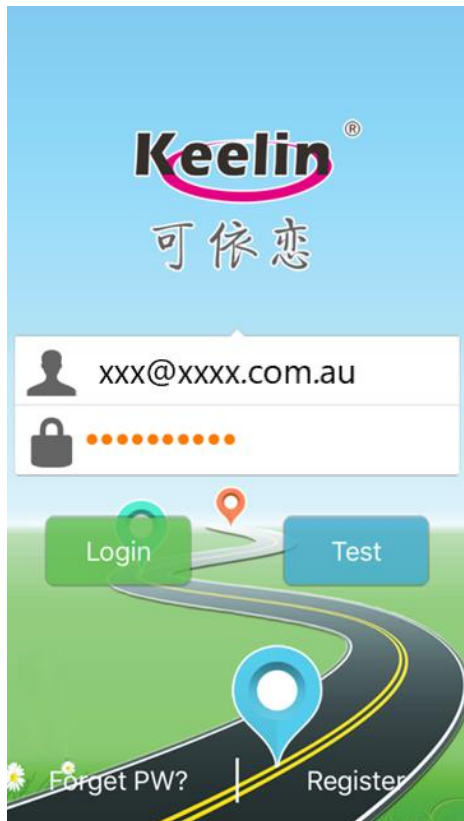 Keelin®
可依恋
xxx@xxxx.com.au
••••••••••
Login
Test
Forget PW?
Register